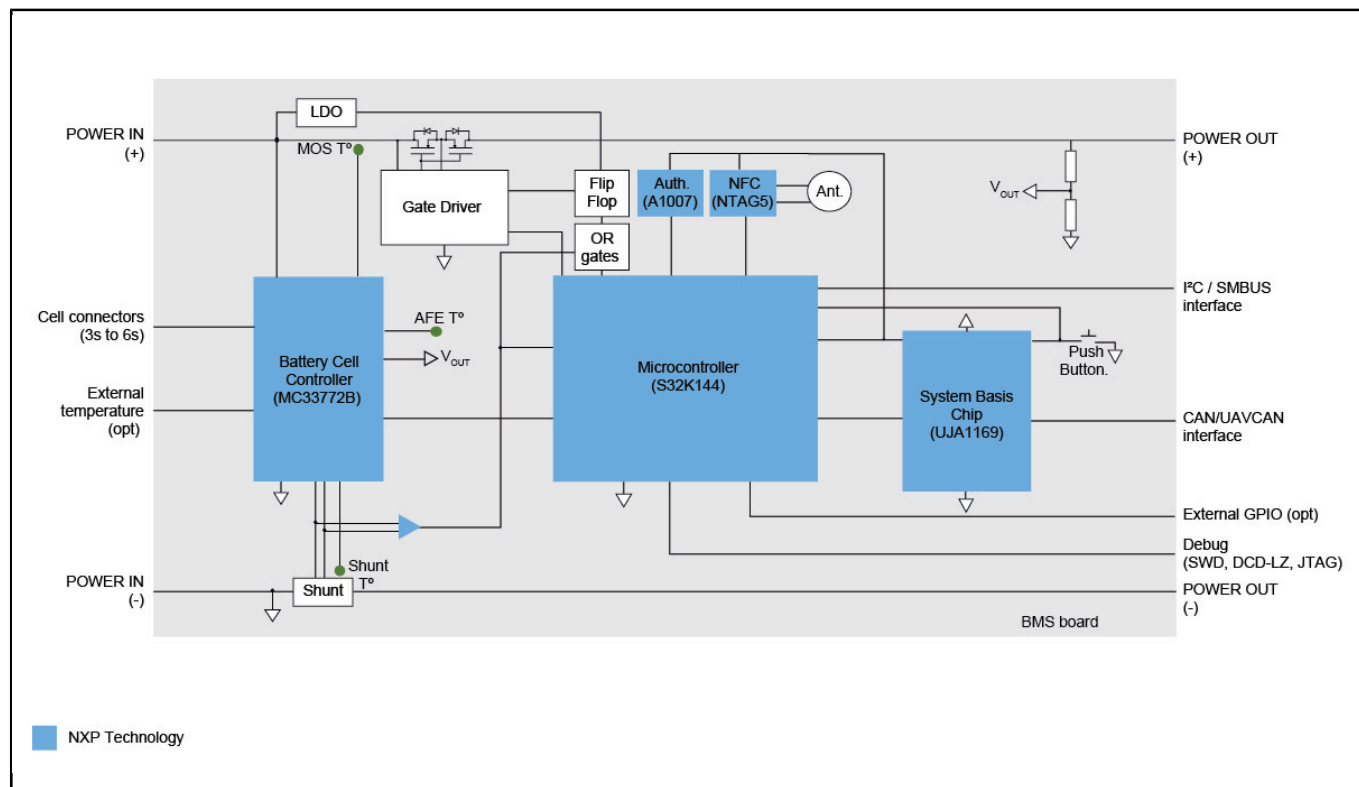 LDO
POWER IN
(+)
MOS Tº
POWER OUT
(+)
Gate Driver
Flip
Flop
Auth.
(A1007)
NFC
(NTAG5)
Ant.
VOUT
OR
gates
I²C / SMBUS
interface
Cell connectors
(3s to 6s)
AFE Tº
VOUT
Battery Cell
Controller
(MC33772B)
Microcontroller
(S32K144)
Push
Button.
External
temperature
(opt)
System Basis
Chip
(UJA1169)
CAN/UAVCAN
interface
External GPIO (opt)
Debug
(SWD, DCD-LZ, JTAG)
Shunt
Tº
POWER IN
(-)
Shunt
POWER OUT
(-)
BMS board
NXP Technology